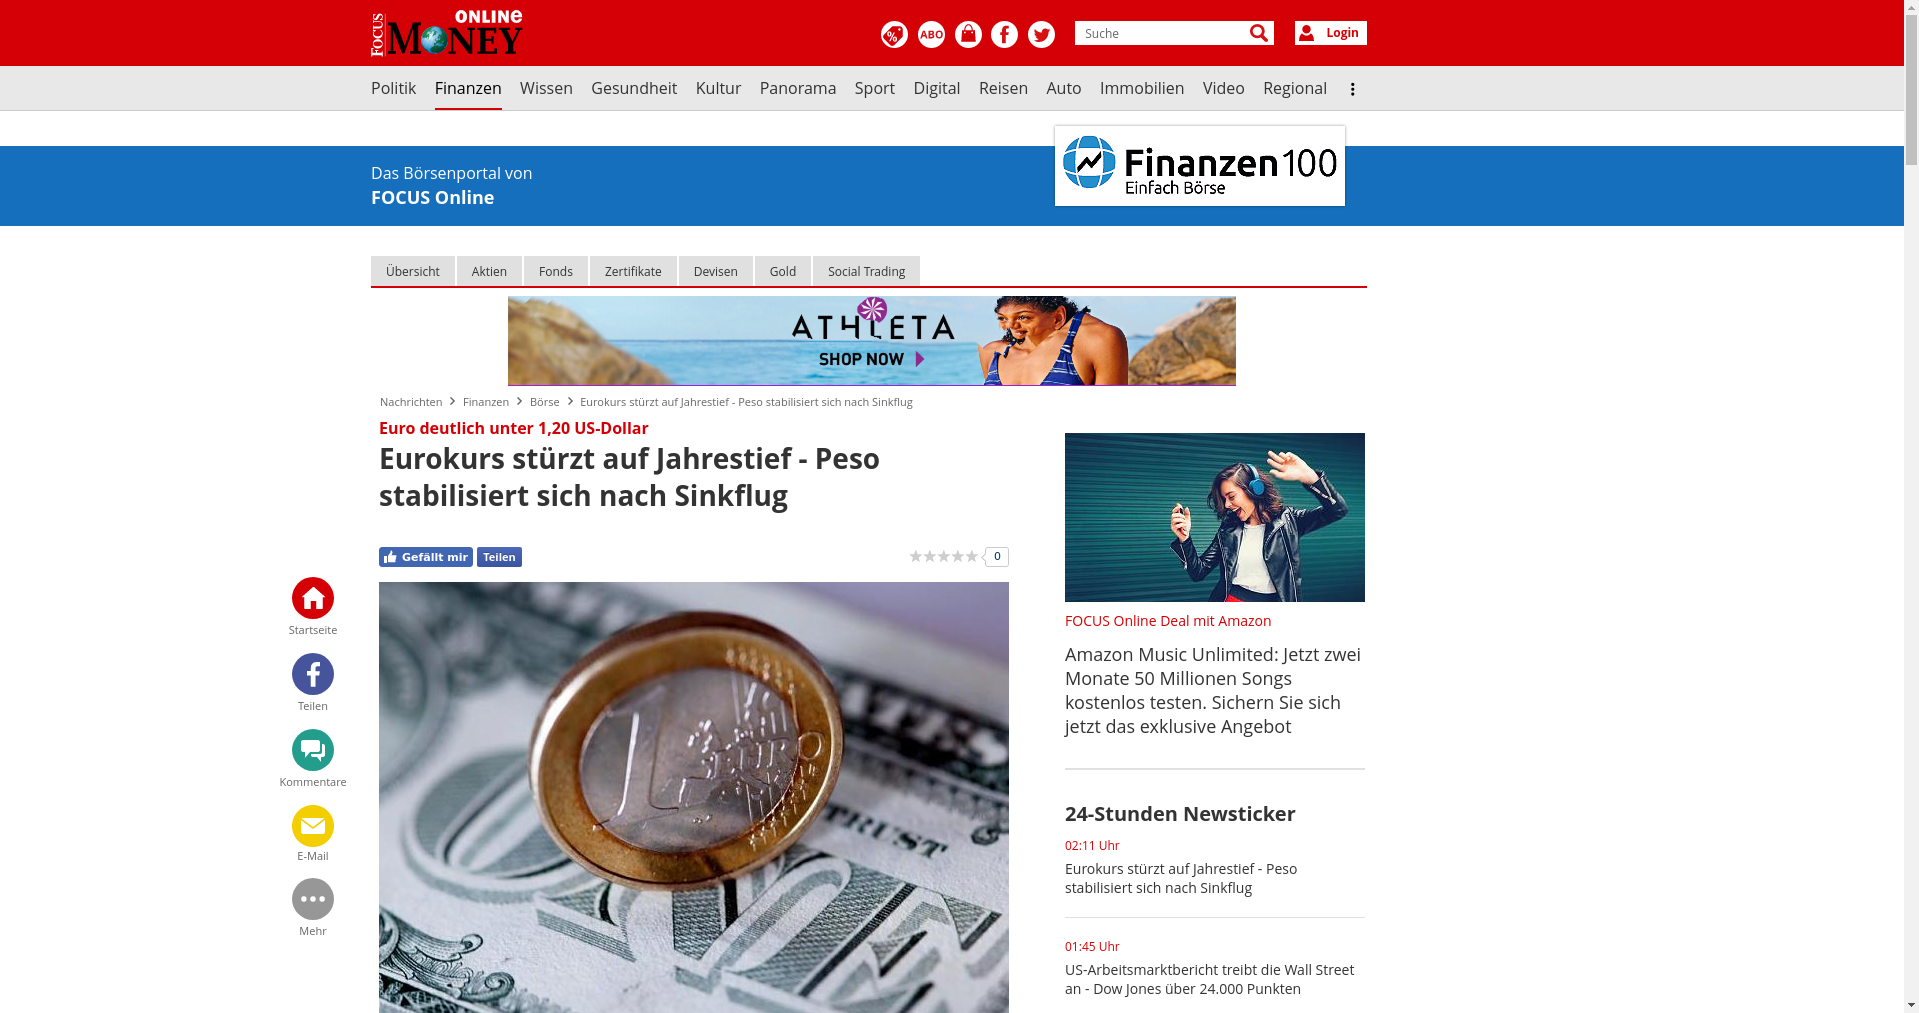 FOCUS
ONLINE
MONEY
%
ABO
Suche
Login
Politik
Finanzen
Wissen
Gesundheit
Kultur
Panorama
Sport
Digital
Reisen
Auto
Immobilien
Video
Regional
Das Börsenportal von
FOCUS Online
Finanzen100
Einfach Börse
Übersicht
Aktien
Fonds
Zertifikate
Devisen
Gold
Social Trading
ATHLETA
SHOP NOW
Nachrichten
Finanzen
Börse
Eurokurs stürzt auf Jahrestief - Peso stabilisiert sich nach Sinkflug
Euro deutlich unter 1,20 US-Dollar
Eurokurs stürzt auf Jahrestief - Peso
stabilisiert sich nach Sinkflug
Gefällt mir
Teilen
0
Startseite
Teilen
Kommentare
E-Mail
Mehr
1 EURO
TRUST
FOCUS Online Deal mit Amazon
Amazon Music Unlimited: Jetzt zwei
Monate 50 Millionen Songs
kostenlos testen. Sichern Sie sich
jetzt das exklusive Angebot
24-Stunden Newsticker
02:11 Uhr
Eurokurs stürzt auf Jahrestief - Peso
stabilisiert sich nach Sinkflug
01:45 Uhr
US-Arbeitsmarktbericht treibt die Wall Street
an - Dow Jones über 24.000 Punkten